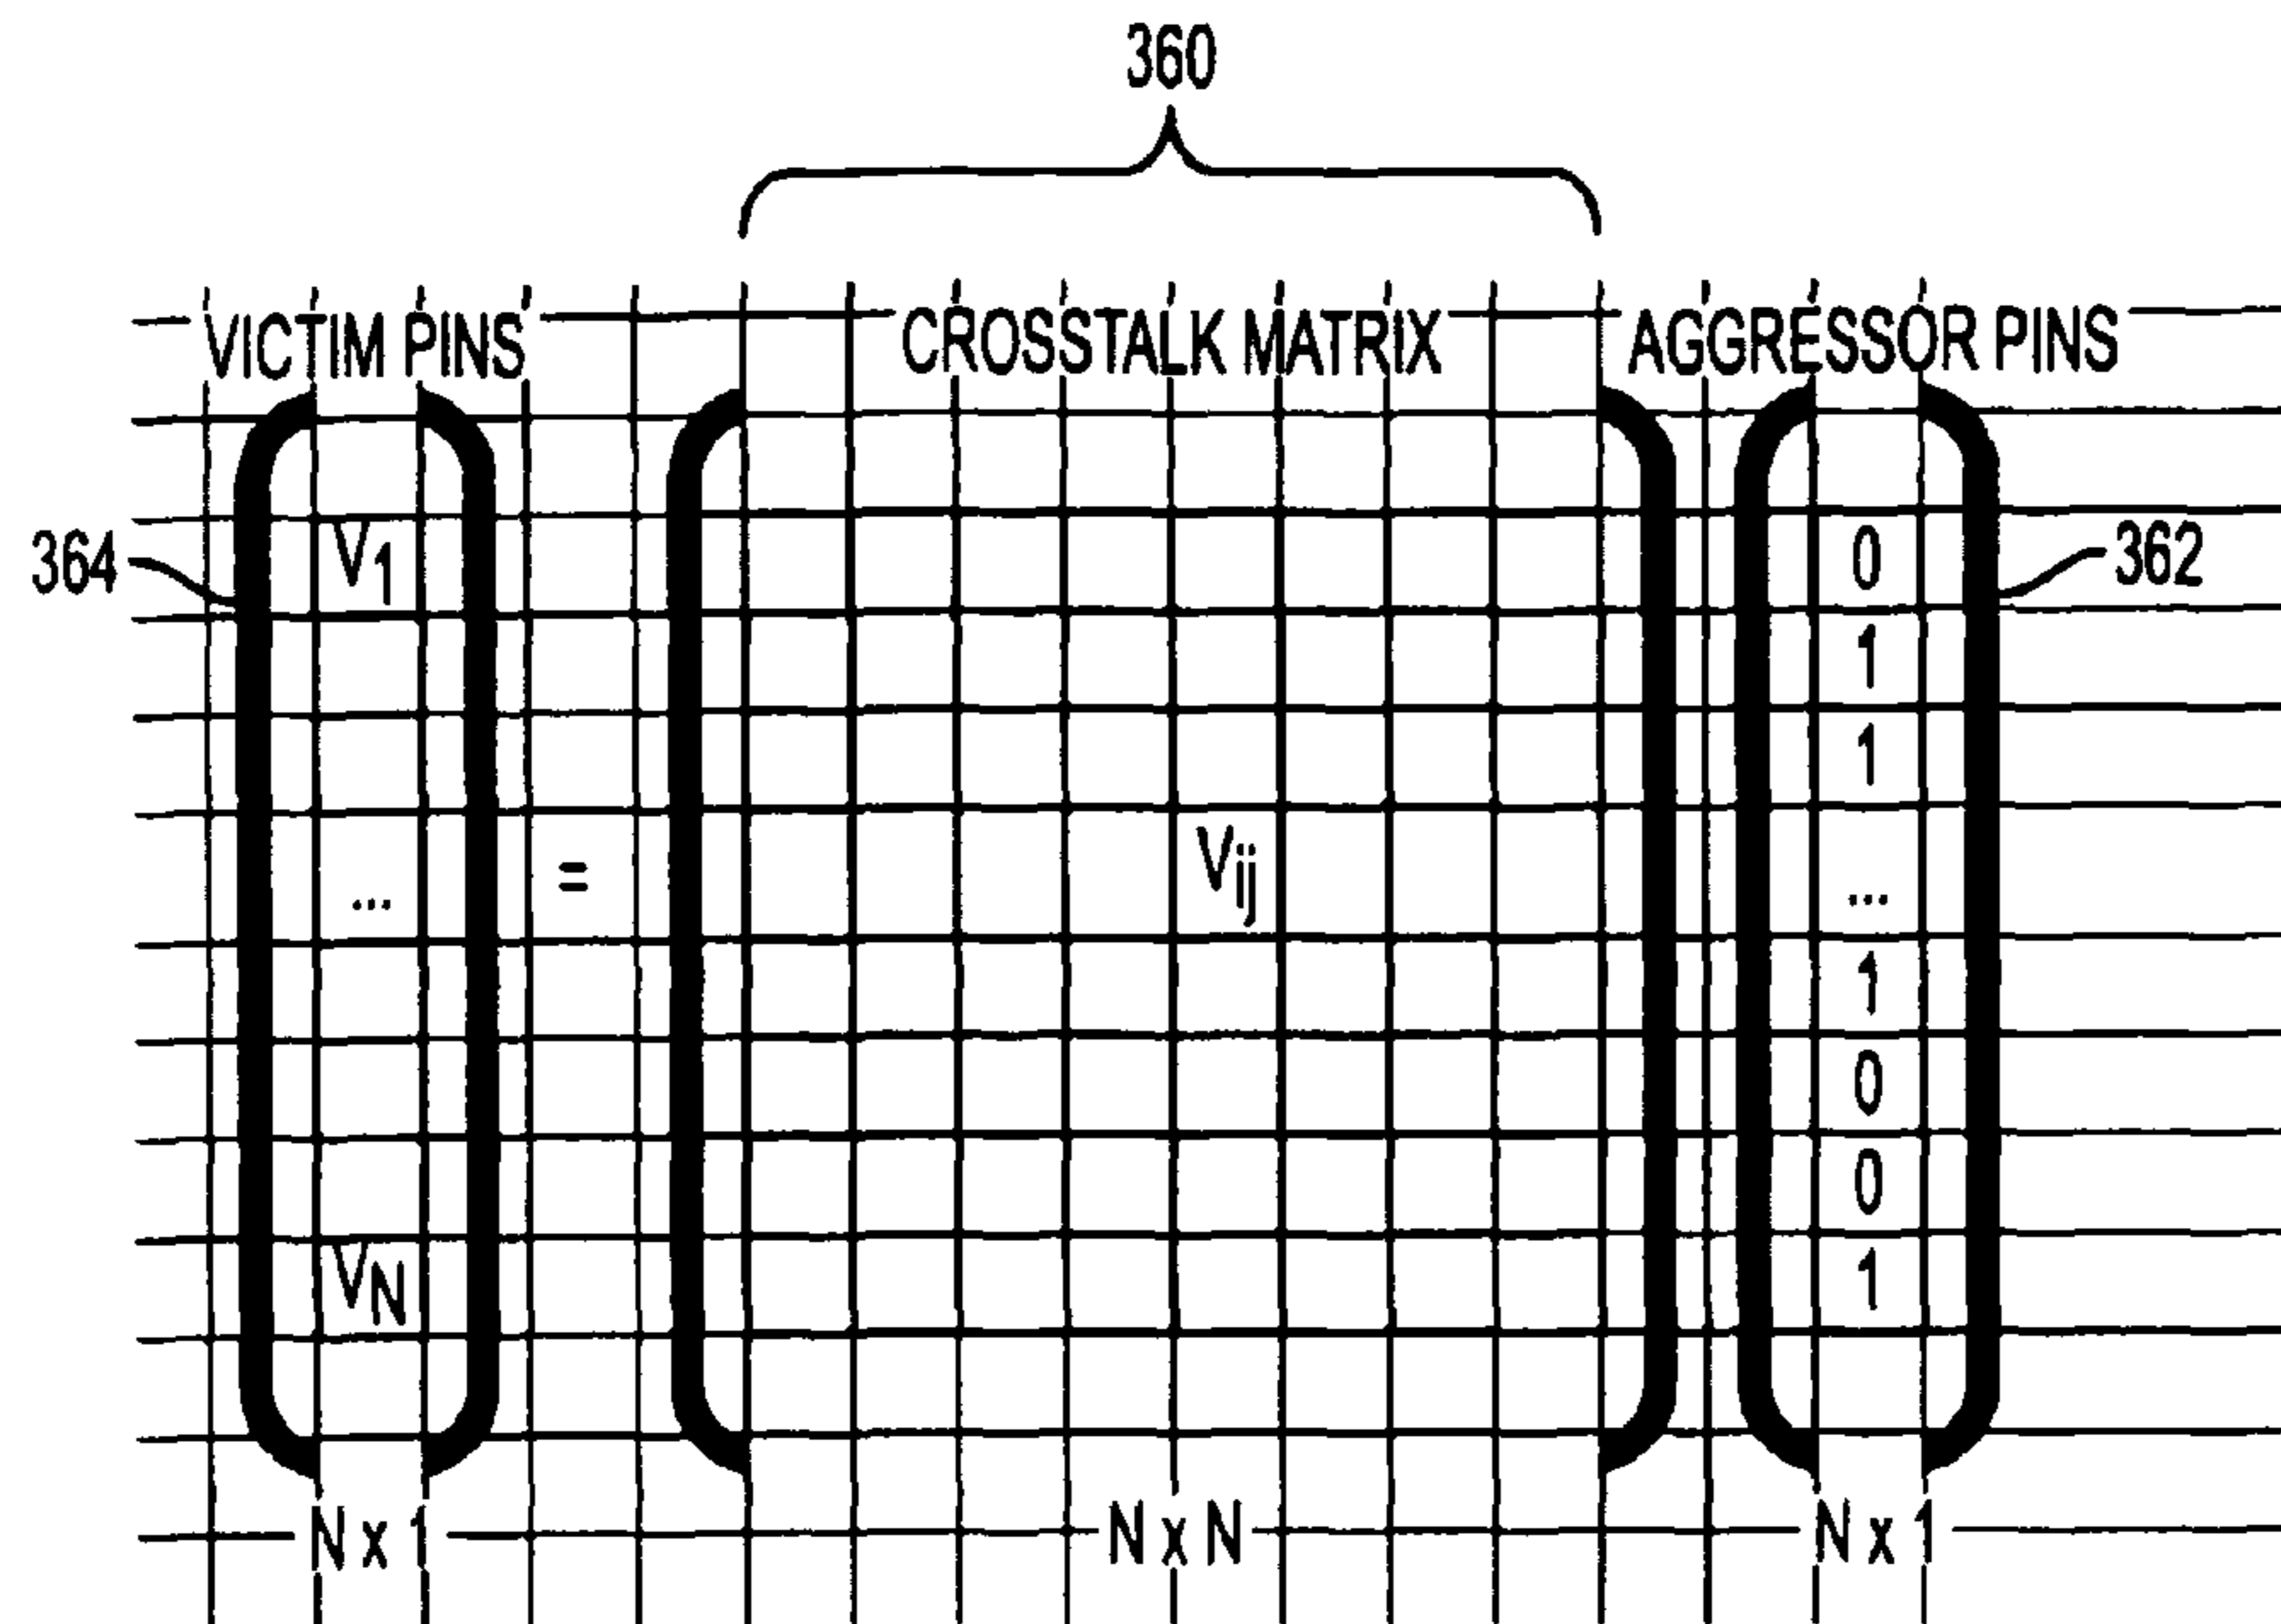 360
VICTIM PINS CROSSTALK MATRIX AGGRESSOR PINS
364 V1 0 362
1
1
... = Vij ...
1
0
0
VN 1
N x 1 N x N N x 1